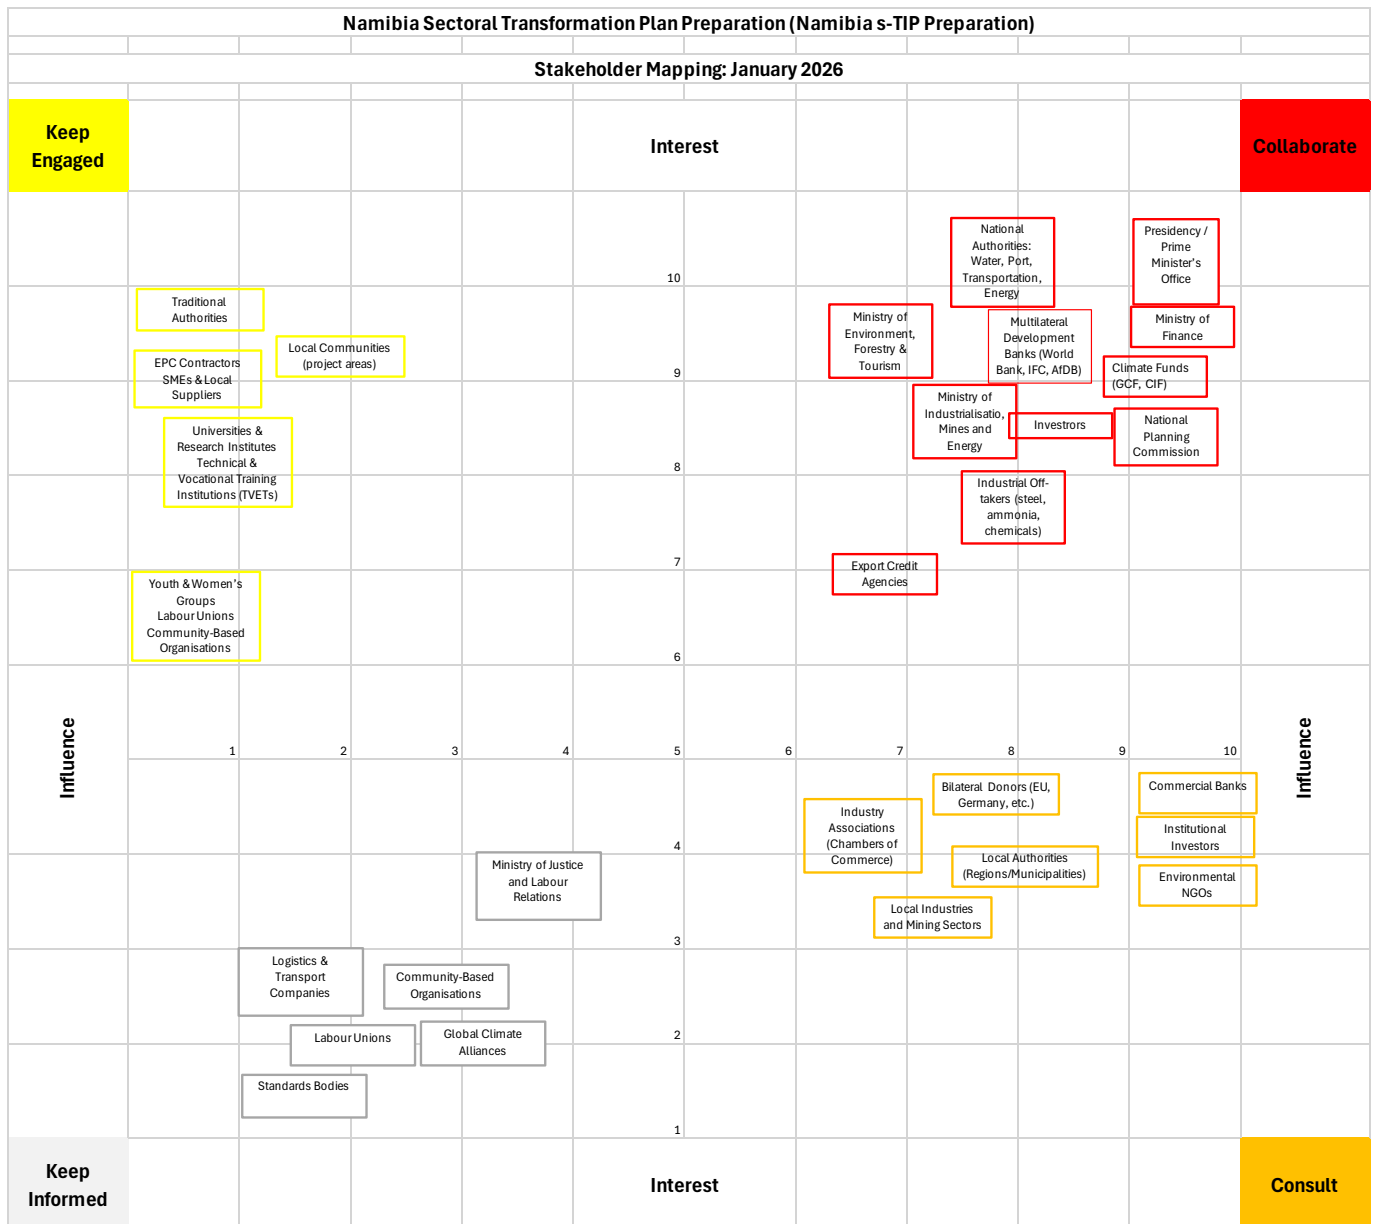 Namibia Sectoral Transformation Plan Preparation (Namibia s-TIP Preparation)
Stakeholder Mapping: January 2026
Keep
Engaged
Interest
Collaborate
National
Authorities:
Water, Port,
Transportation,
Energy
Presidency /
Prime
Minister's
Office
10
Traditional
Authorities
Ministry of
Environment,
Forestry &
Tourism
Multilateral
Development
Banks (World
Bank, IFC, AfDB)
Ministry of
Finance
Local Communities
(project areas)
EPC Contractors
SMEs & Local
Suppliers
Climate Funds
(GCF, CIF)
9
Ministry of
Industrialisatio,
Mines and
Energy
Investrors
National
Planning
Commission
Universities &
Research Institutes
Technical &
Vocational Training
Institutions (TVETs)
8
Industrial Off-
takers (steel,
ammonia,
chemicals)
7
Export Credit
Agencies
Youth & Women's
Groups
Labour Unions
Community-Based
Organisations
6
Influence
1
2
3
4
5
6
7
8
9
10
Influence
Bilateral Donors (EU,
Germany, etc.)
Commercial Banks
Industry
Associations
(Chambers of
Commerce)
Institutional
Investors
4
Ministry of Justice
and Labour
Relations
Local Authorities
(Regions/Municipalities)
Environmental
NGOs
Local Industries
and Mining Sectors
3
Logistics &
Transport
Companies
Community-Based
Organisations
2
Labour Unions
Global Climate
Alliances
Standards Bodies
1
Keep
Informed
Interest
Consult